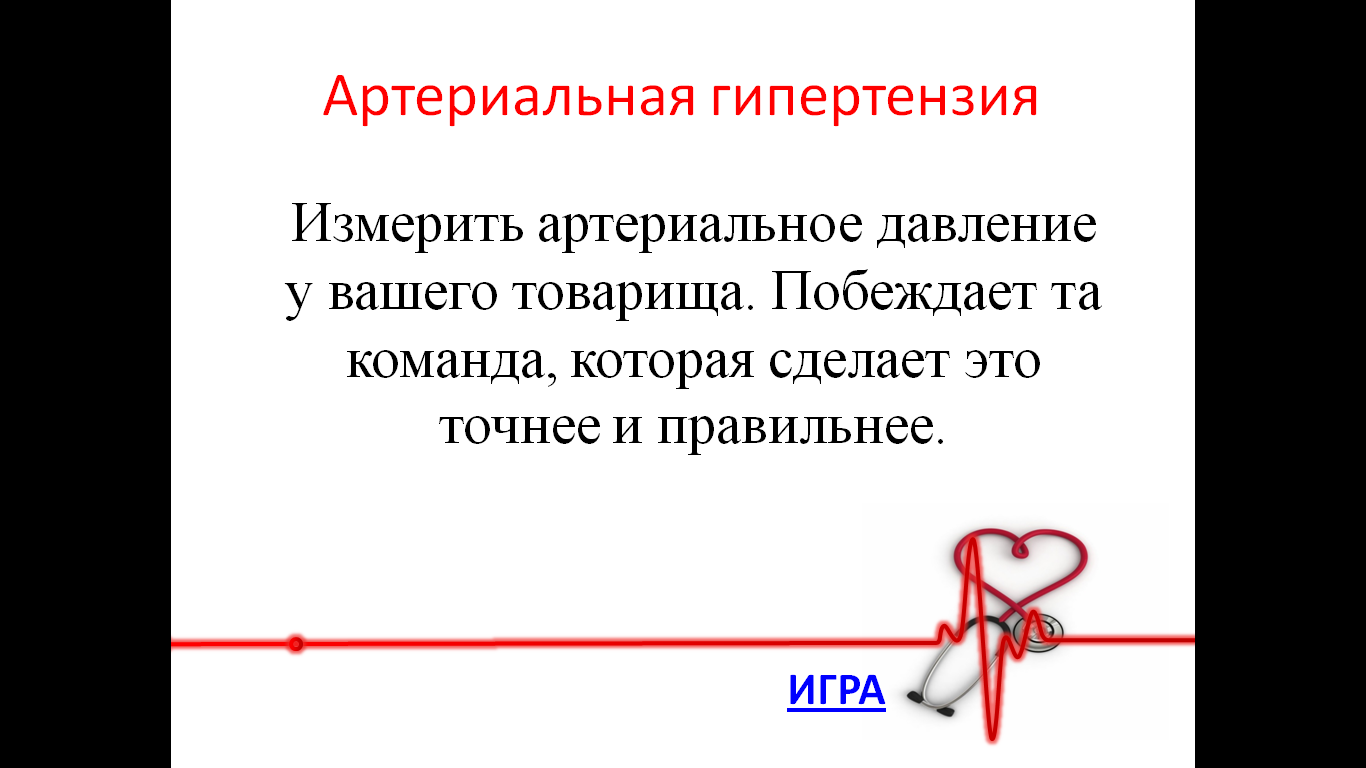 Артериальная гипертензия
Измерить артериальное давление
у вашего товарища. Побеждает та
команда, которая сделает это
точнее и правильнее.
ИГРА